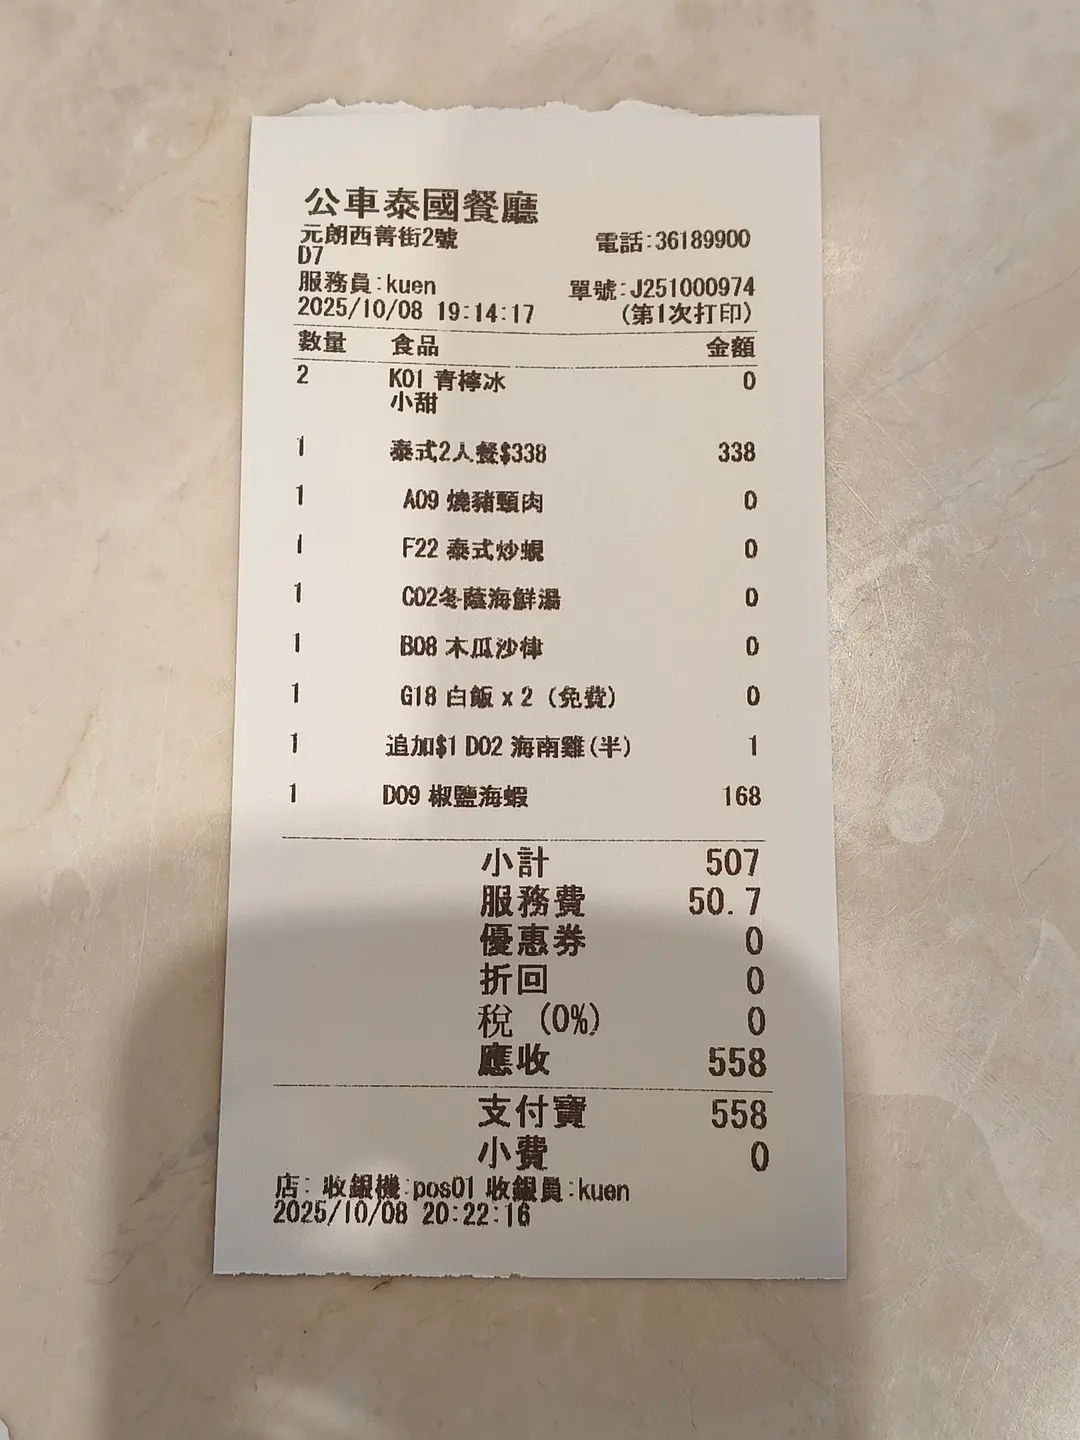 公車泰國餐廳
元朗西菁街2號 電話:36189900
D7
服務員:kuen 單號:J251000974
2025/10/08 19:14:17 (第1次打印)
數量 食品 金額
2 K01 青檸冰 0
小甜
1 泰式2人餐$338 338
1 A09 燒豬頸肉 0
1 F22 泰式炒蜆 0
1 C02冬蔭海鮮湯 0
1 B08 木瓜沙律 0
1 G18 白飯 x 2 (免費) 0
1 追加$1 D02 海南雞(半) 1
1 D09 椒鹽海蝦 168
小計 507
服務費 50.7
優惠券 0
折回 0
稅 (0%) 0
應收 558
支付寶 558
小費 0
店: 收銀機:pos01 收銀員:kuen
2025/10/08 20:22:16